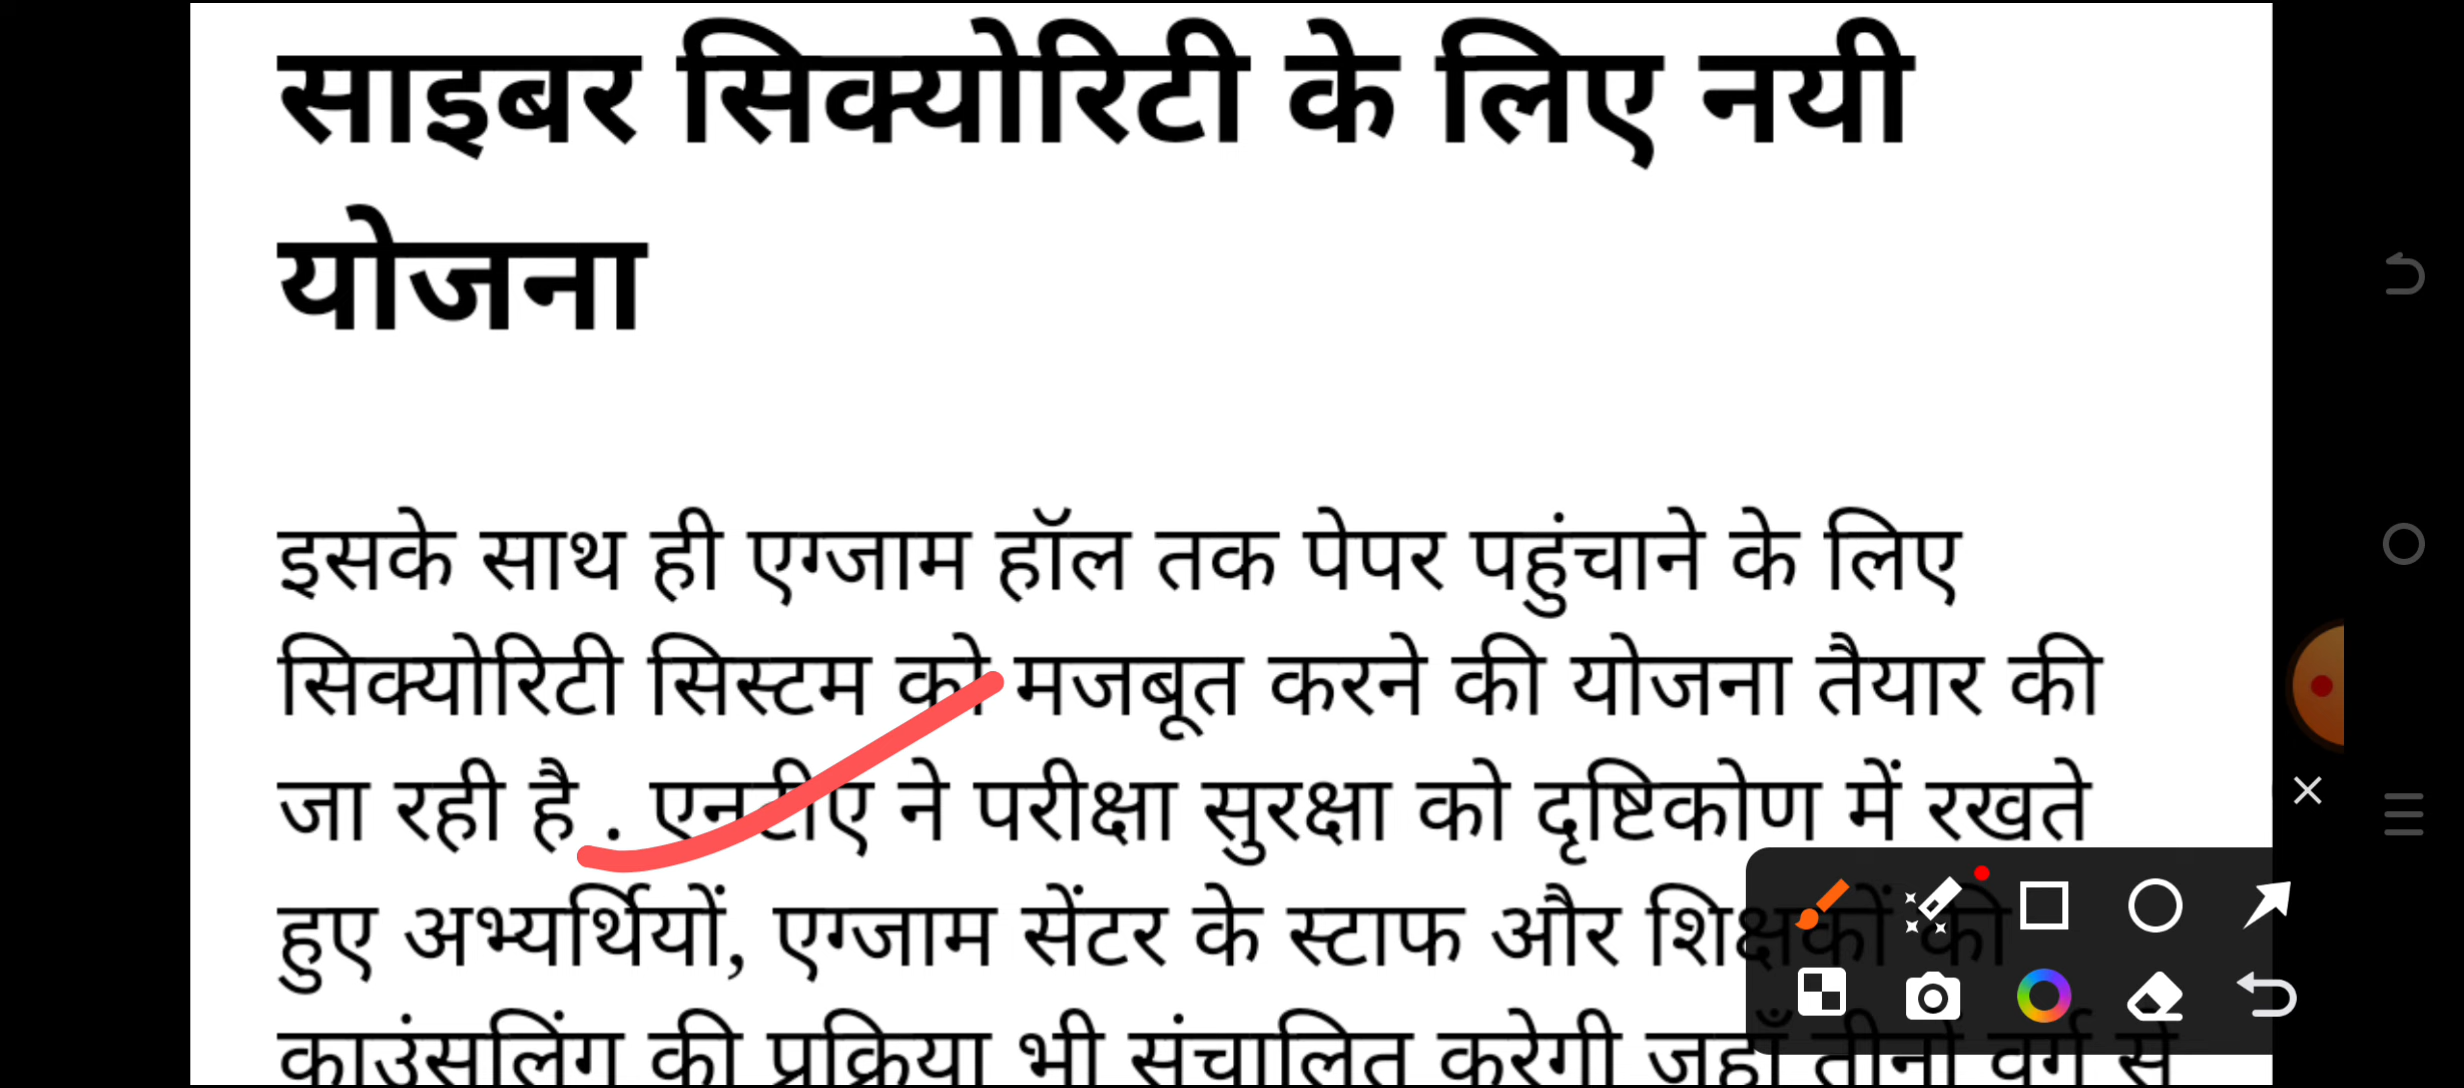 साइबर सिक्योरिटी के लिए नयी
योजना
इसके साथ ही एग्जाम हॉल तक पेपर पहुंचाने के लिए
सिक्योरिटी सिस्टम को मजबूत करने की योजना तैयार की
जा रही है . एनटीए ने परीक्षा सुरक्षा को दृष्टिकोण में रखते
हुए अभ्यर्थियों, एग्जाम सेंटर के स्टाफ और शिक्षकों की
काउंसलिंग की प्रक्रिया भी संचालित करेगी जहाँ तीनों वर्ग से